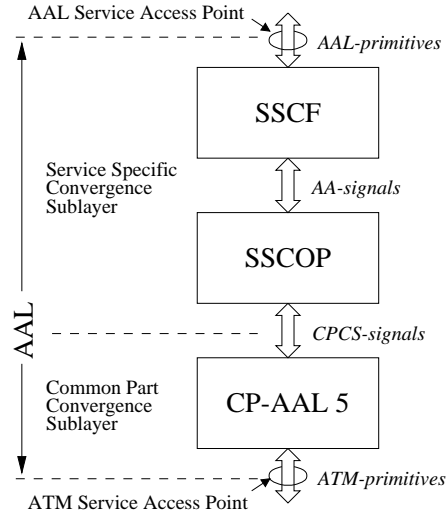 AAL Service Access Point
AAL-primitives
SSCF
Service Specific
Convergence
Sublayer
AA-signals
SSCOP
AAL
CPCS-signals
Common Part
Convergence
Sublayer
CP-AAL 5
ATM-primitives
ATM Service Access Point